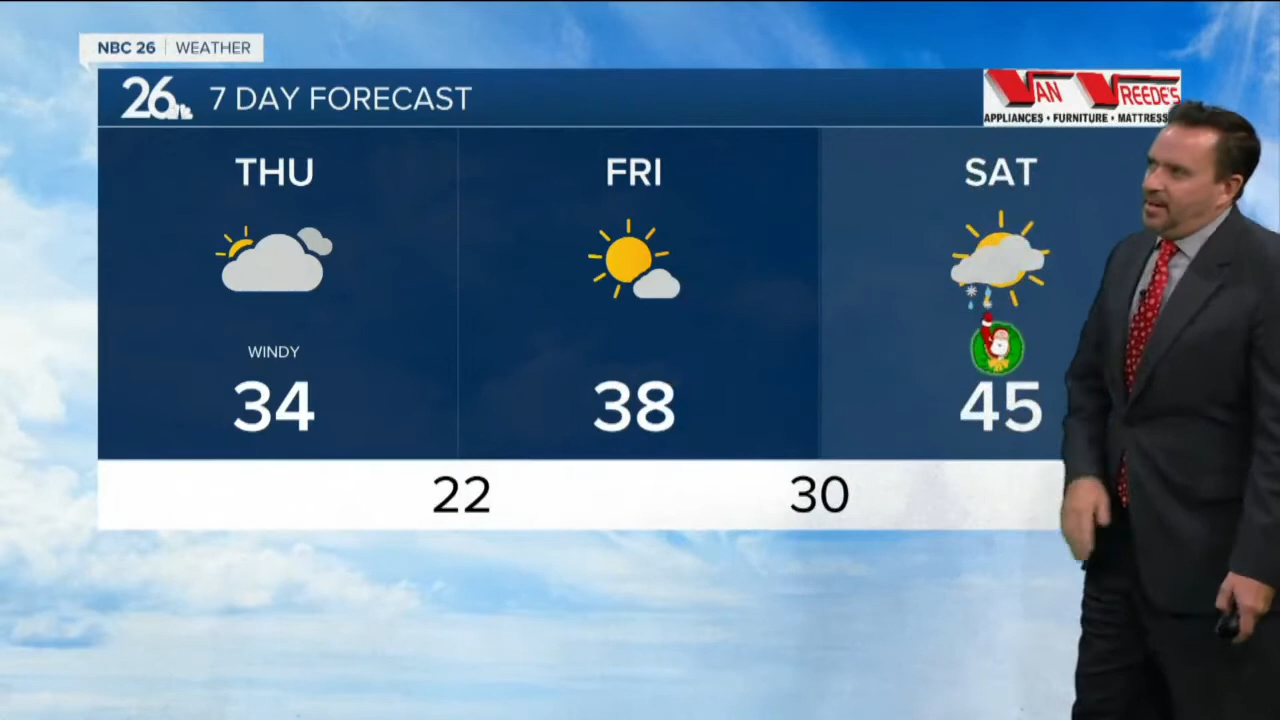 NBC 26 | WEATHER
26 7 DAY FORECAST
VAN VREEDE'S
APPLIANCES • FURNITURE • MATTRESS
THU FRI SAT
WINDY
34 38 45
22 30